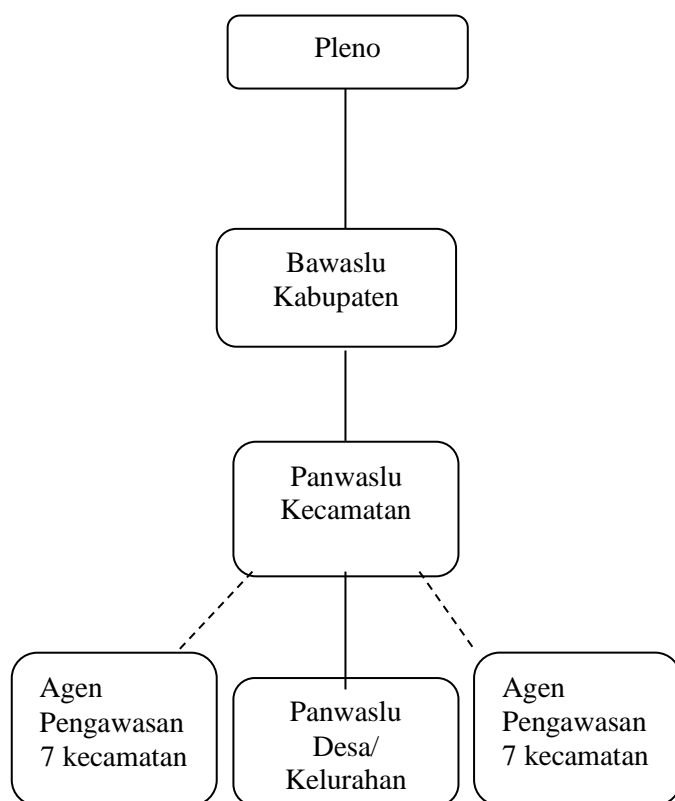 Pleno
Bawaslu
Kabupaten
Panwaslu
Kecamatan
Agen
Pengawasan
7 kecamatan
Panwaslu
Desa/
Kelurahan
Agen
Pengawasan
7 kecamatan